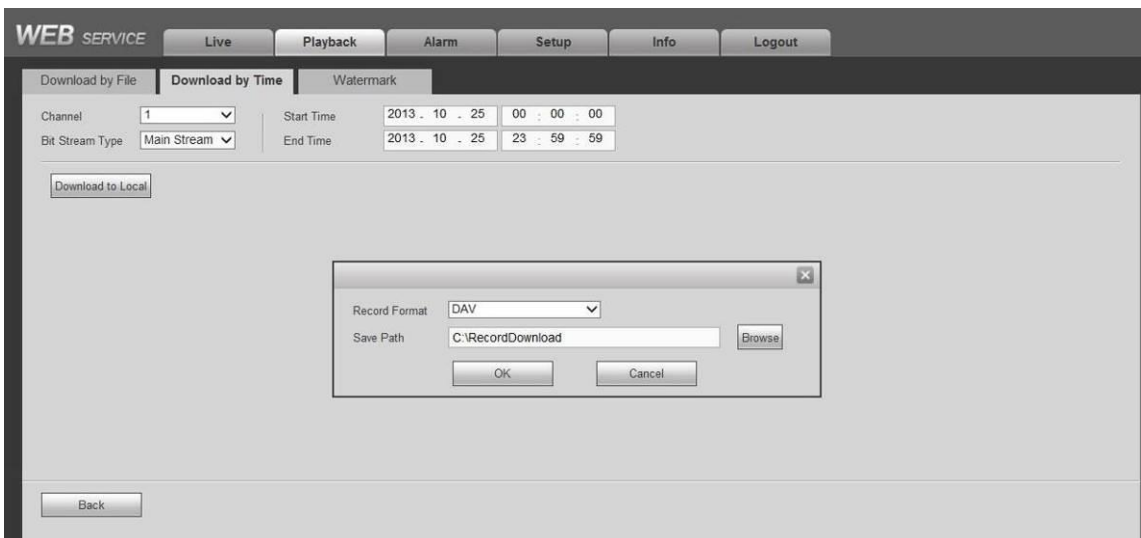 WEB SERVICE Live Playback Alarm Setup Info Logout
Download by File Download by Time Watermark
Channel 1 Start Time 2013 . 10 . 25 00 : 00 : 00
Bit Stream Type Main Stream End Time 2013 . 10 . 25 23 : 59 : 59
Download to Local
Record Format DAV
Save Path C:\RecordDownload Browse
OK Cancel
Back